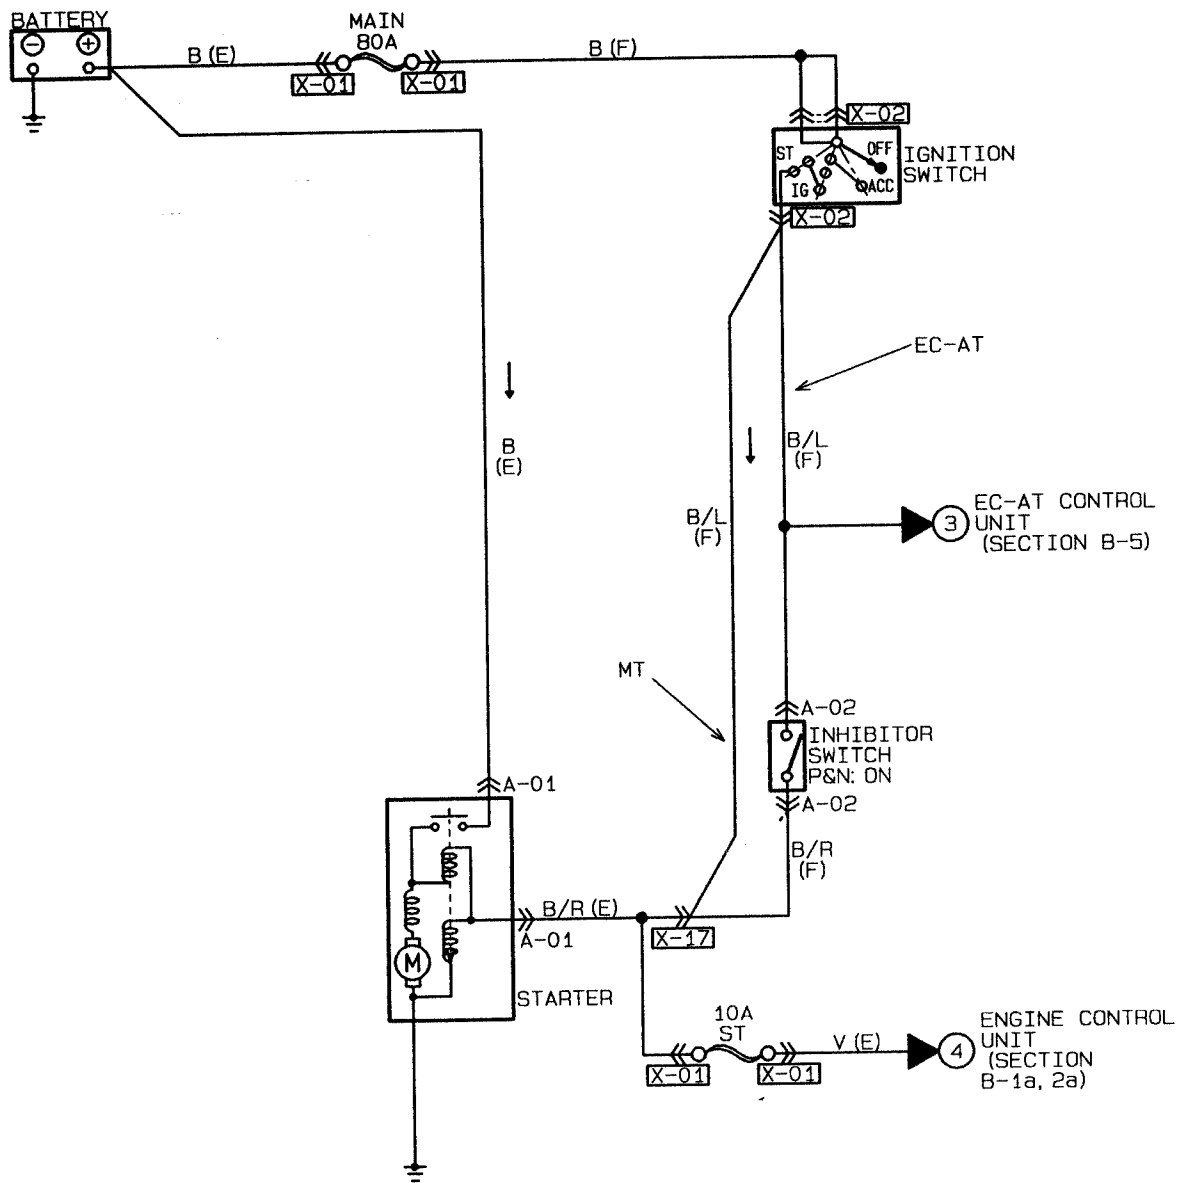 BATTERY
− +
MAIN
80A
B (E)
B (F)
X-01
X-01
X-02
ST
OFF
IG
ACC
IGNITION
SWITCH
X-02
EC-AT
B
(E)
B/L
(F)
B/L
(F)
3
EC-AT CONTROL
UNIT
(SECTION B-5)
MT
A-02
INHIBITOR
SWITCH
P&N: ON
A-02
A-01
B/R
(F)
B/R (E)
A-01
X-17
M
STARTER
10A
ST
V (E)
X-01
X-01
4
ENGINE CONTROL
UNIT
(SECTION
B-1a, 2a)